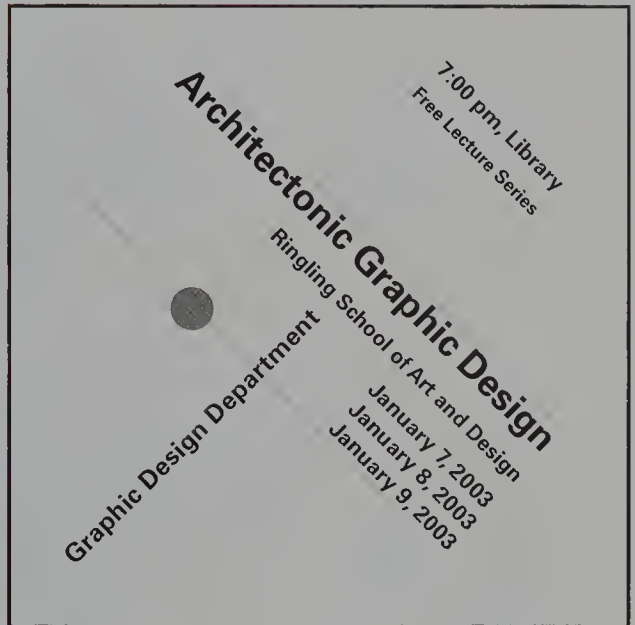 7:00 pm, Library
Free Lecture Series
Architectonic Graphic Design
Ringling School of Art and Design
January 7, 2003
January 8, 2003
January 9, 2003
Graphic Design Department